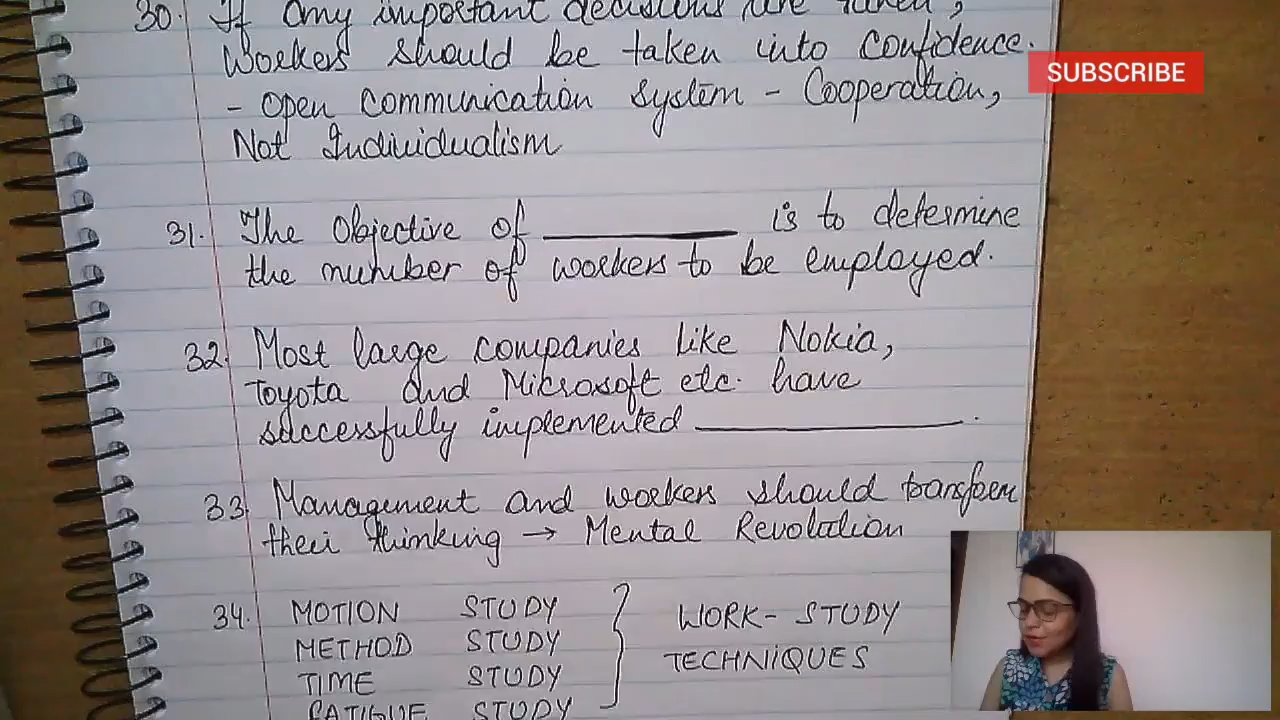 30. If any important decisions are taken,
Workers should be taken into Confidence.
SUBSCRIBE
- Open Communication System - Cooperation,
Not Individualism
31. The Objective of __________ is to determine
the number of workers to be employed.
32. Most large companies like Nokia,
Toyota and Microsoft etc. have
successfully implemented ______________.
33. Management and workers should transform
their thinking → Mental Revolution
34. MOTION STUDY
METHOD STUDY
TIME STUDY
FATIGUE STUDY
WORK-STUDY
TECHNIQUES